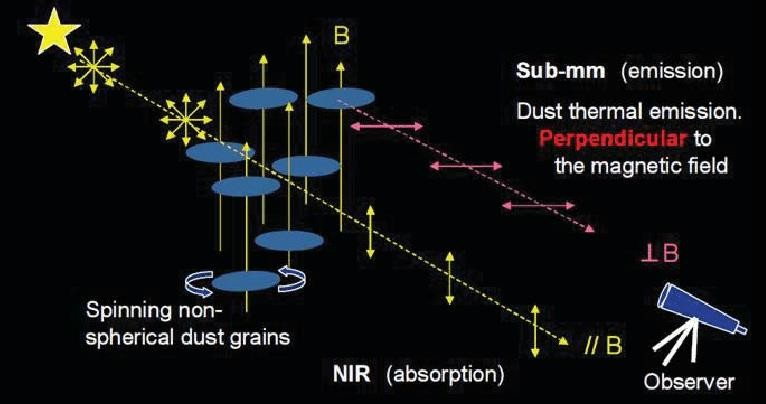 B
Sub-mm (emission)
Dust thermal emission.
Perpendicular to
the magnetic field
⊥B
Spinning non-
spherical dust grains
// B
NIR (absorption)
Observer